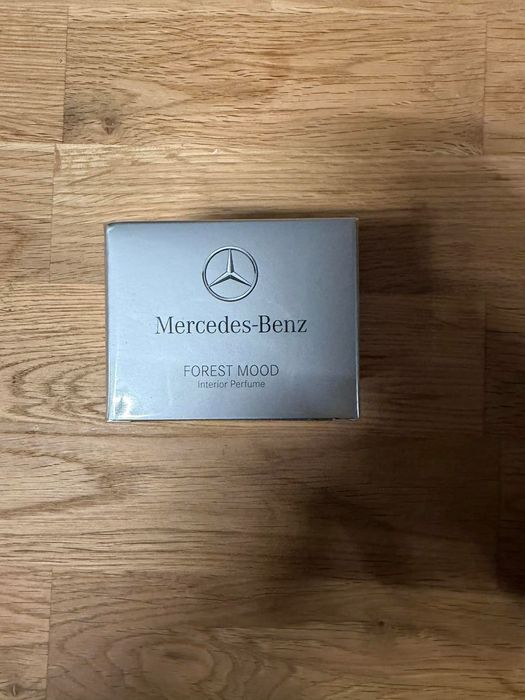 Mercedes-Benz
FOREST MOOD
Interior Perfume